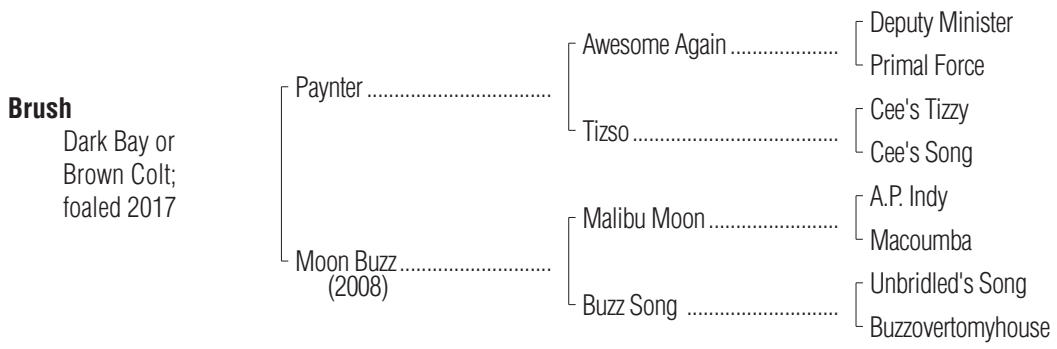 Brush
Dark Bay or
Brown Colt;
foaled 2017
Paynter ..................................
Moon Buzz ............................
(2008)
Awesome Again ....................
Tizso ......................................
Malibu Moon ........................
Buzz Song ............................
Deputy Minister
Primal Force
Cee's Tizzy
Cee's Song
A.P. Indy
Macoumba
Unbridled's Song
Buzzovertomyhouse